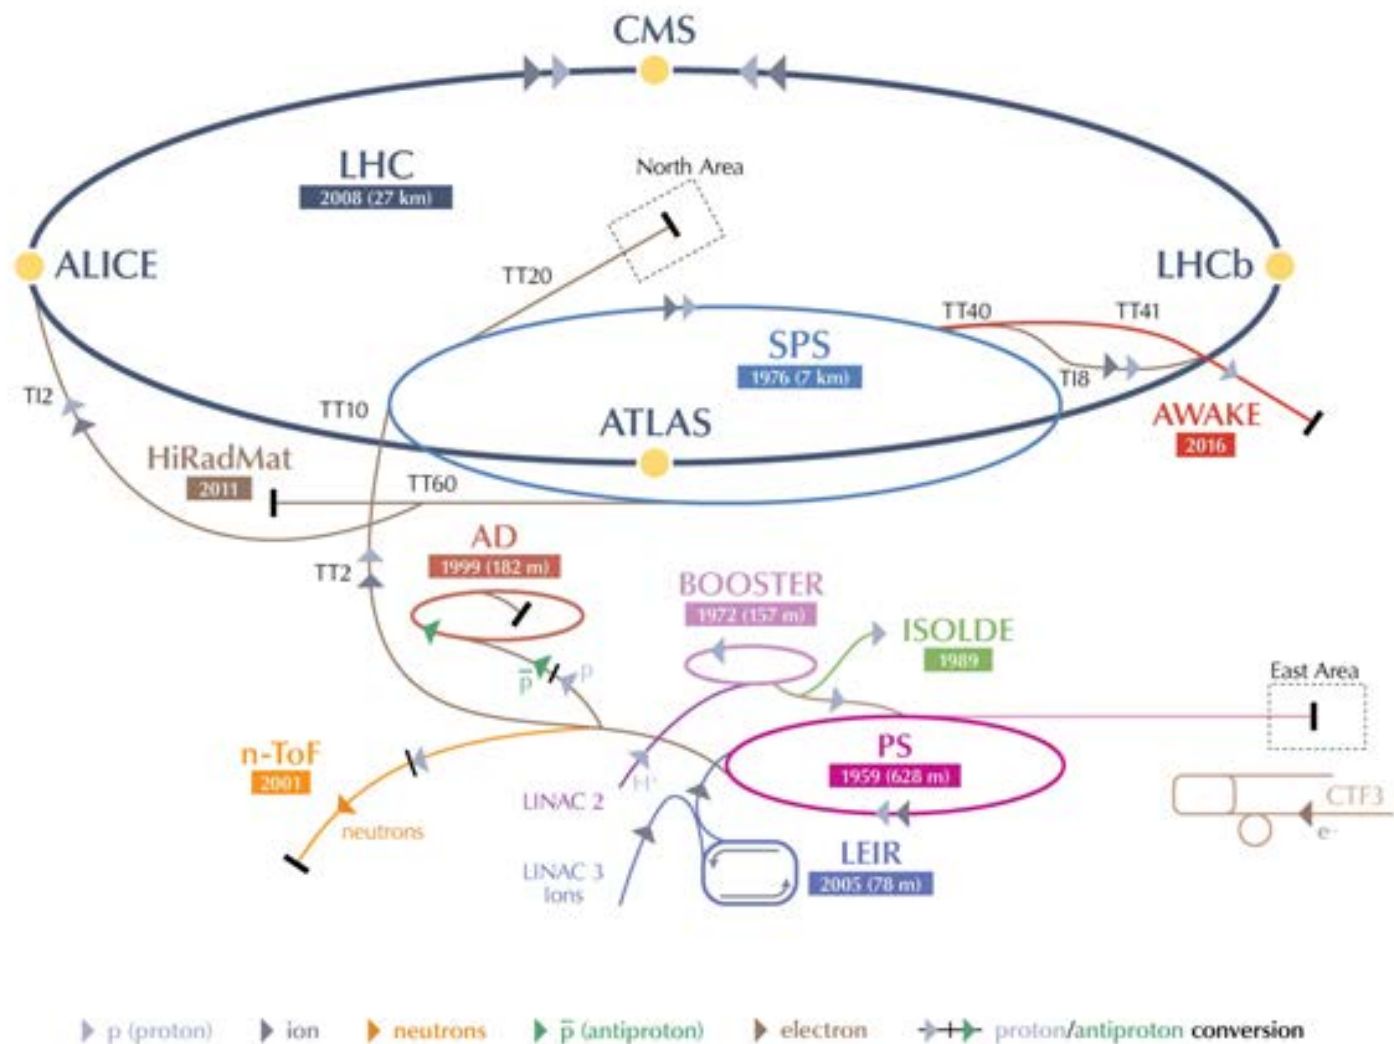 CMS
LHC
2008 (27 km)
North Area
ALICE
TT20
LHCb
TT40
TT41
SPS
1976 (7 km)
TI8
TI2
TT10
ATLAS
AWAKE
2016
HiRadMat
2011
TT60
AD
1999 (182 m)
TT2
BOOSTER
1972 (157 m)
ISOLDE
1989
p̅
p
East Area
n-ToF
2001
PS
1959 (628 m)
LINAC 2
neutrons
CTF3
e-
LEIR
2005 (78 m)
LINAC 3
Ions
p (proton)
ion
neutrons
p̅ (antiproton)
electron
proton/antiproton conversion